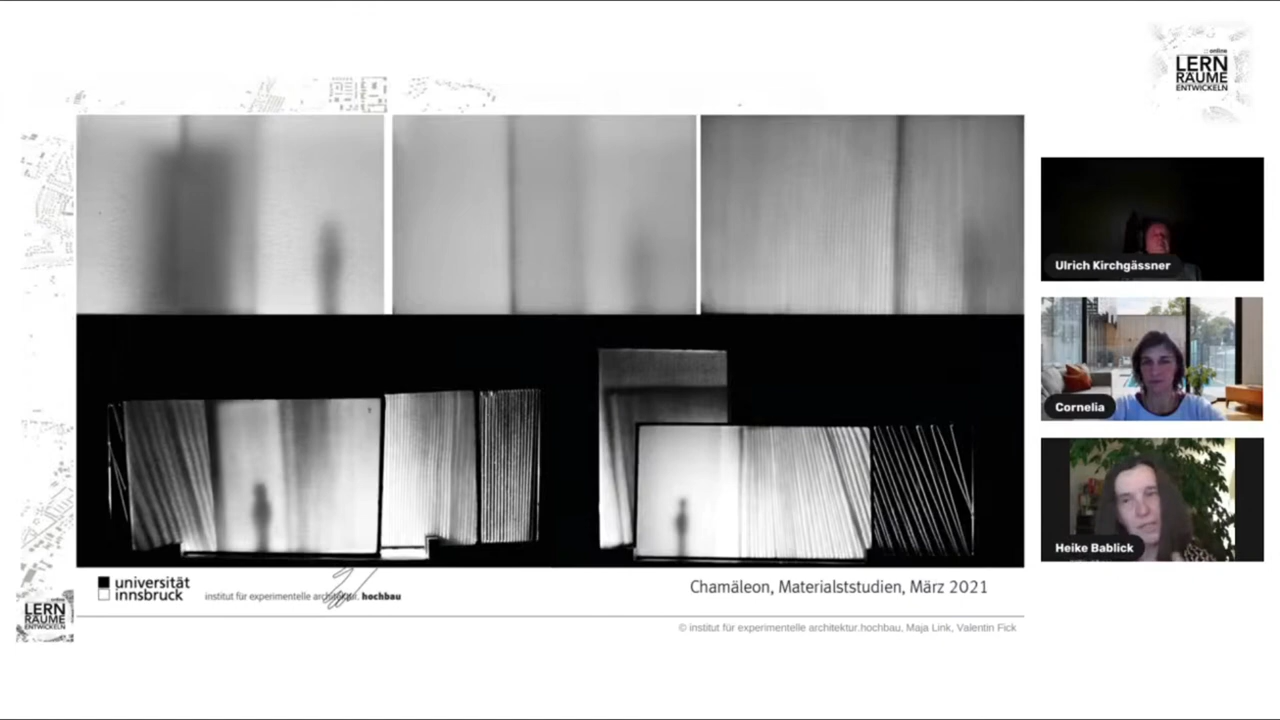 online
LERN
RÄUME
ENTWICKELN
Ulrich Kirchgässner
Cornelia
Heike Bablick
universität
innsbruck
institut für experimentelle architektur. hochbau
Chamäleon, Materialststudien, März 2021
online
LERN
RÄUME
ENTWICKELN
© institut für experimentelle architektur.hochbau, Maja Link, Valentin Fick